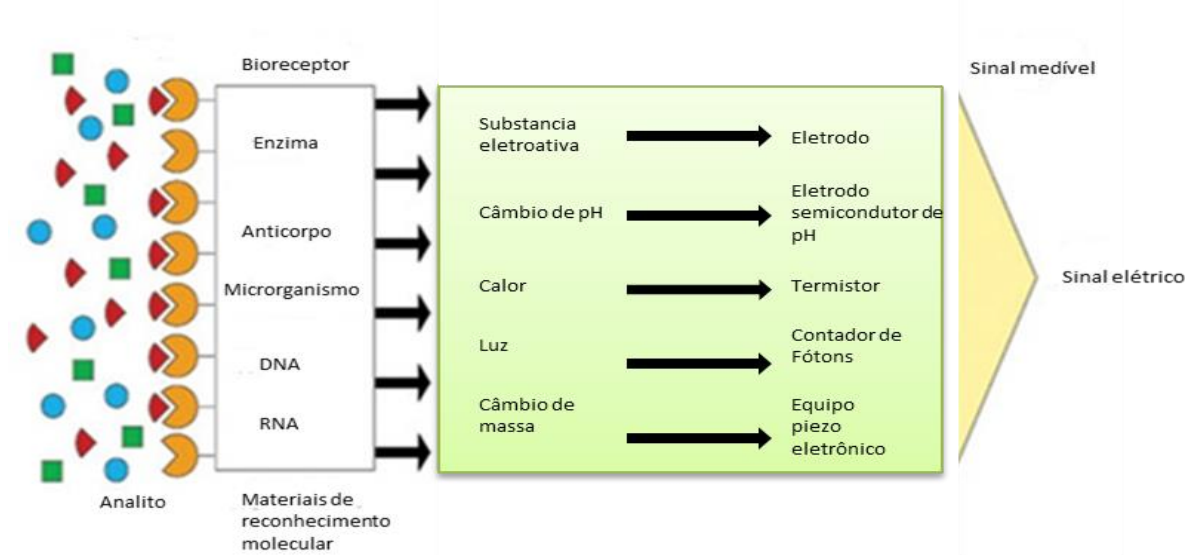 Bioreceptor
Enzima
Anticorpo
Microrganismo
DNA
RNA
Analito
Materiais de
reconhecimento
molecular
Substancia
eletroativa
Eletrodo
Câmbio de pH
Eletrodo
semicondutor de
pH
Calor
Termistor
Luz
Contador de
Fótons
Câmbio de
massa
Equipo
piezo
eletrônico
Sinal medível
Sinal elétrico